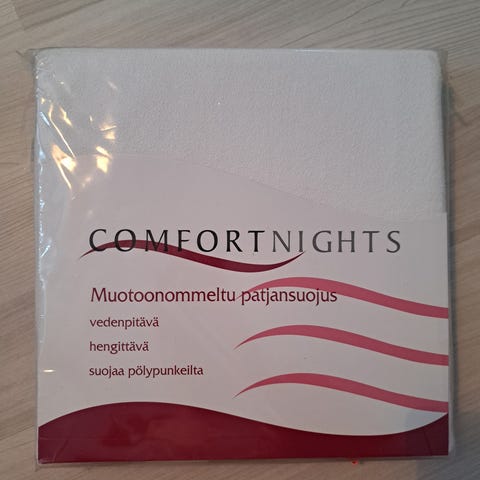 COMFORTNIGHTS
Muotoonommeltu patjansuojus
vedenpitävä
hengittävä
suojaa pölypunkeilta